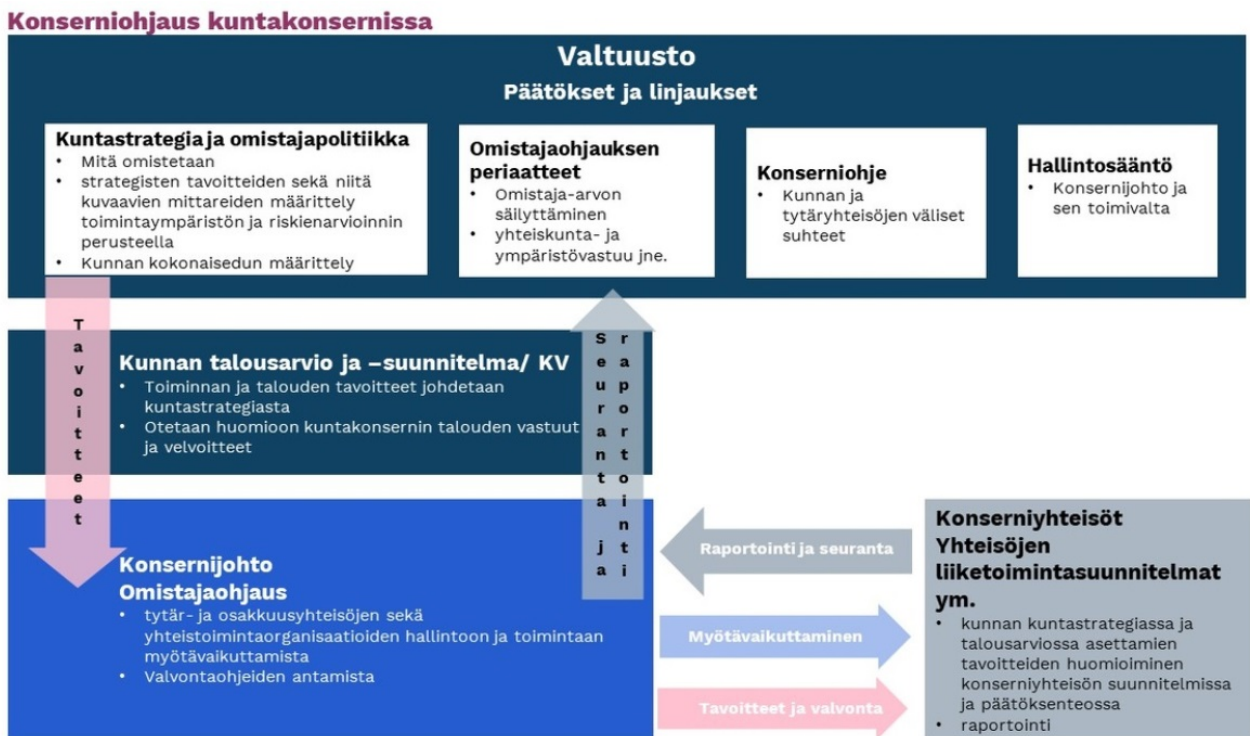 Konserniohjaus kuntakonsernissa
Valtuusto
Päätökset ja linjaukset
Kuntastrategia ja omistajapolitiikka
• Mitä omistetaan
• strategisten tavoitteiden sekä niitä
kuvaavien mittareiden määrittely
toimintaympäristön ja riskienarvioinnin
perusteella
• Kunnan kokonaisedun määrittely
Omistajaohjauksen
periaatteet
• Omistaja-arvon
säilyttäminen
• yhteiskunta- ja
ympäristövastuu jne.
Konserniohje
• Kunnan ja
tytäryhteisöjen väliset
suhteet
Hallintosääntö
• Konsernijohto ja
sen toimivalta
Tavoitteet
Seuranta ja
raportointi
Kunnan talousarvio ja –suunnitelma/ KV
• Toiminnan ja talouden tavoitteet johdetaan
kuntastrategiasta
• Otetaan huomioon kuntakonsernin talouden vastuut
ja velvoitteet
Konsernijohto
Omistajaohjaus
• tytär- ja osakkuusyhteisöjen sekä
yhteistoimintaorganisaatioiden hallintoon ja toimintaan
myötävaikuttamista
• Valvontaohjeiden antamista
Raportointi ja seuranta
Myötävaikuttaminen
Tavoitteet ja valvonta
Konserniyhteisöt
Yhteisöjen
liiketoimintasuunnitelmat
ym.
• kunnan kuntastrategiassa ja
talousarviossa asettamien
tavoitteiden huomioiminen
konserniyhteisön suunnitelmissa
ja päätöksenteossa
• raportointi